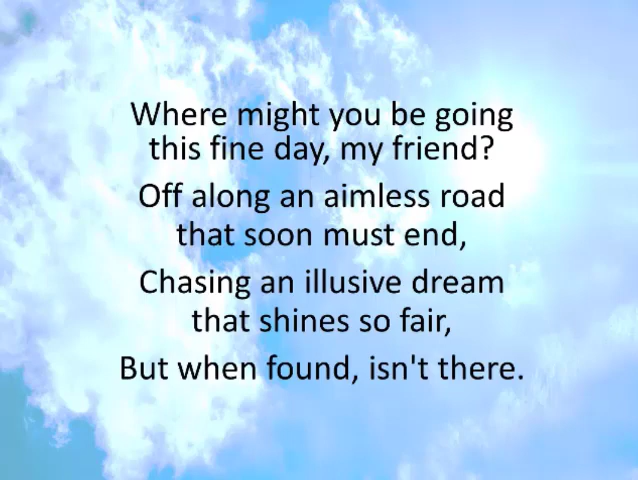 Where might you be going
this fine day, my friend?
Off along an aimless road
that soon must end,
Chasing an illusive dream
that shines so fair,
But when found, isn't there.